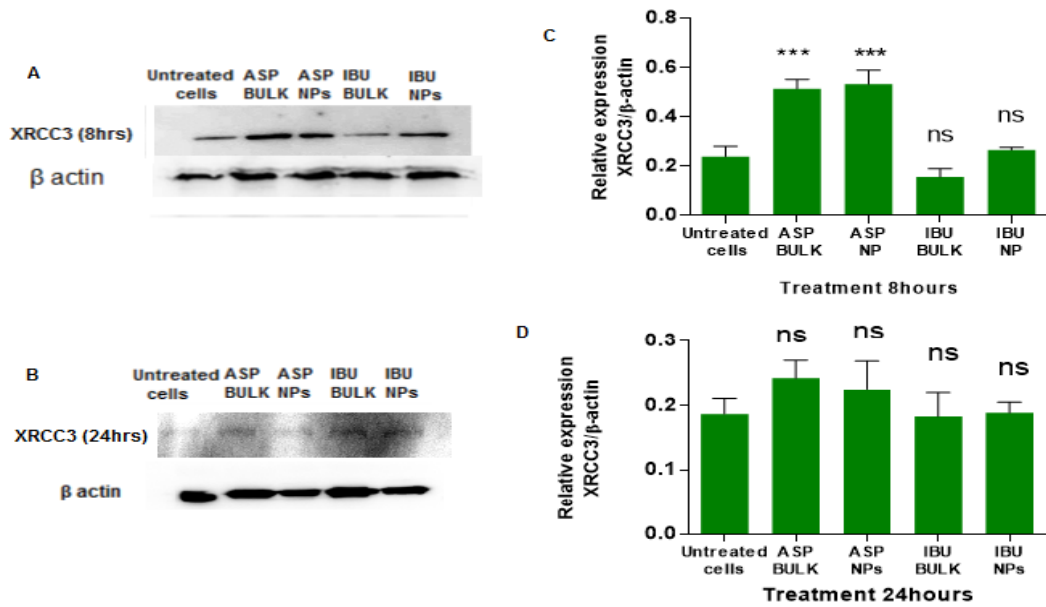 A
Untreated cells
ASP BULK
ASP NPs
IBU BULK
IBU NPs
XRCC3 (8hrs)
β actin
B
Untreated cells
ASP BULK
ASP NPs
IBU BULK
IBU NPs
XRCC3 (24hrs)
β actin
C
Relative expression
XRCC3/β-actin
0.8
0.6
0.4
0.2
0.0
***
***
ns
ns
Untreated cells
ASP BULK
ASP NP
IBU BULK
IBU NP
Treatment 8hours
D
Relative expression
XRCC3/β-actin
0.3
0.2
0.1
0.0
ns
ns
ns
ns
Untreated cells
ASP BULK
ASP NPs
IBU BULK
IBU NPs
Treatment 24hours